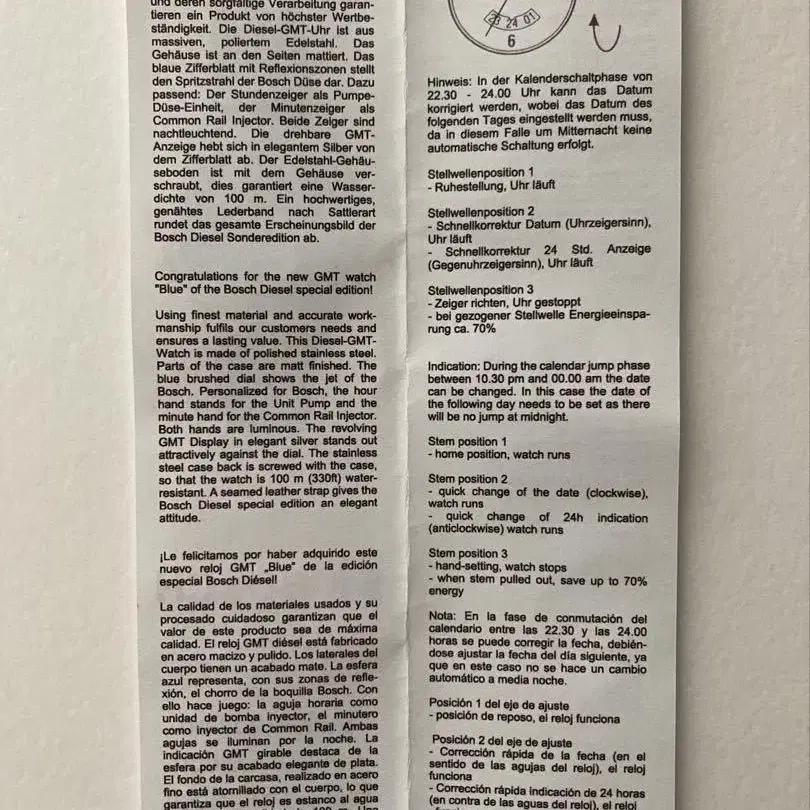 und deren sorgfältige Verarbeitung garan-
tieren ein Produkt von höchster Wertbe-
ständigkeit. Die Diesel-GMT-Uhr ist aus
massiven, poliertem Edelstahl. Das
Gehäuse ist an den Seiten mattiert. Das
blaue Zifferblatt mit Reflexionszonen stellt
den Spritzstrahl der Bosch Düse dar. Dazu
passend: Der Stundenzeiger als Pumpe-
Düse-Einheit, der Minutenzeiger als
Common Rail Injector. Beide Zeiger sind
nachtleuchtend. Die drehbare GMT-
Anzeige hebt sich in elegantem Silber von
dem Zifferblatt ab. Der Edelstahl-Gehäu-
seboden ist mit dem Gehäuse ver-
schraubt, dies garantiert eine Wasser-
dichte von 100 m. Ein hochwertiges,
genähtes Lederband nach Sattlerart
rundet das gesamte Erscheinungsbild der
Bosch Diesel Sonderedition ab.
Congratulations for the new GMT watch
"Blue" of the Bosch Diesel special edition!
Using finest material and accurate work-
manship fulfils our customers needs and
ensures a lasting value. This Diesel-GMT-
Watch is made of polished stainless steel.
Parts of the case are matt finished. The
blue brushed dial shows the jet of the
Bosch. Personalized for Bosch, the hour
hand stands for the Unit Pump and the
minute hand for the Common Rail Injector.
Both hands are luminous. The revolving
GMT Display in elegant silver stands out
attractively against the dial. The stainless
steel case back is screwed with the case,
so that the watch is 100 m (330ft) water-
resistant. A seamed leather strap gives the
Bosch Diesel special edition an elegant
attitude.
¡Le felicitamos por haber adquirido este
nuevo reloj GMT „Blue" de la edición
especial Bosch Diésel!
La calidad de los materiales usados y su
procesado cuidadoso garantizan que el
valor de este producto sea de máxima
calidad. El reloj GMT diésel está fabricado
en acero macizo y pulido. Los laterales del
cuerpo tienen un acabado mate. La esfera
azul representa, con sus zonas de refle-
xión, el chorro de la boquilla Bosch. Con
ello hace juego: la aguja horaria como
unidad de bomba inyector, el minutero
como inyector de Common Rail. Ambas
agujas se iluminan por la noche. La
indicación GMT girable destaca de la
esfera por su acabado elegante de plata.
El fondo de la carcasa, realizado en acero
fino está atornillado con el cuerpo, lo que
garantiza que el reloj es estanco al agua
23 24 01
6
Hinweis: In der Kalenderschaltphase von
22.30 - 24.00 Uhr kann das Datum
korrigiert werden, wobei das Datum des
folgenden Tages eingestellt werden muss,
da in diesem Falle um Mitternacht keine
automatische Schaltung erfolgt.
Stellwellenposition 1
- Ruhestellung, Uhr läuft
Stellwellenposition 2
- Schnellkorrektur Datum (Uhrzeigersinn),
Uhr läuft
- Schnellkorrektur 24 Std. Anzeige
(Gegenuhrzeigersinn), Uhr läuft
Stellwellenposition 3
- Zeiger richten, Uhr gestoppt
- bei gezogener Stellwelle Energieeinspa-
rung ca. 70%
Indication: During the calendar jump phase
between 10.30 pm and 00.00 am the date
can be changed. In this case the date of
the following day needs to be set as there
will be no jump at midnight.
Stem position 1
- home position, watch runs
Stem position 2
- quick change of the date (clockwise),
watch runs
- quick change of 24h indication
(anticlockwise) watch runs
Stem position 3
- hand-setting, watch stops
- when stem pulled out, save up to 70%
energy
Nota: En la fase de conmutación del
calendario entre las 22.30 y las 24.00
horas se puede corregir la fecha, debién-
dose ajustar la fecha del día siguiente, ya
que en este caso no se hace un cambio
automático a media noche.
Posición 1 del eje de ajuste
- posición de reposo, el reloj funciona
Posición 2 del eje de ajuste
- Corrección rápida de la fecha (en el
sentido de las agujas del reloj), el reloj
funciona
- Corrección rápida indicación de 24 horas
(en contra de las aguas del reloj), el reloj